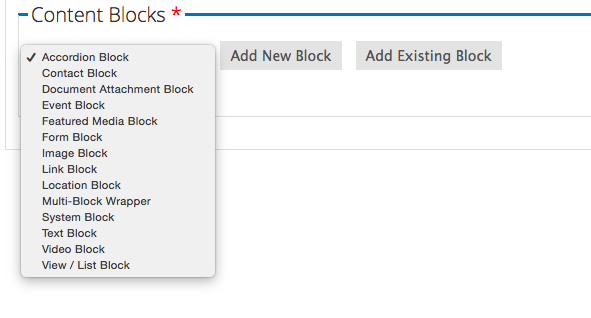 Content Blocks *
✓ Accordion Block
Contact Block
Document Attachment Block
Event Block
Featured Media Block
Form Block
Image Block
Link Block
Location Block
Multi-Block Wrapper
System Block
Text Block
Video Block
View / List Block
Add New Block
Add Existing Block